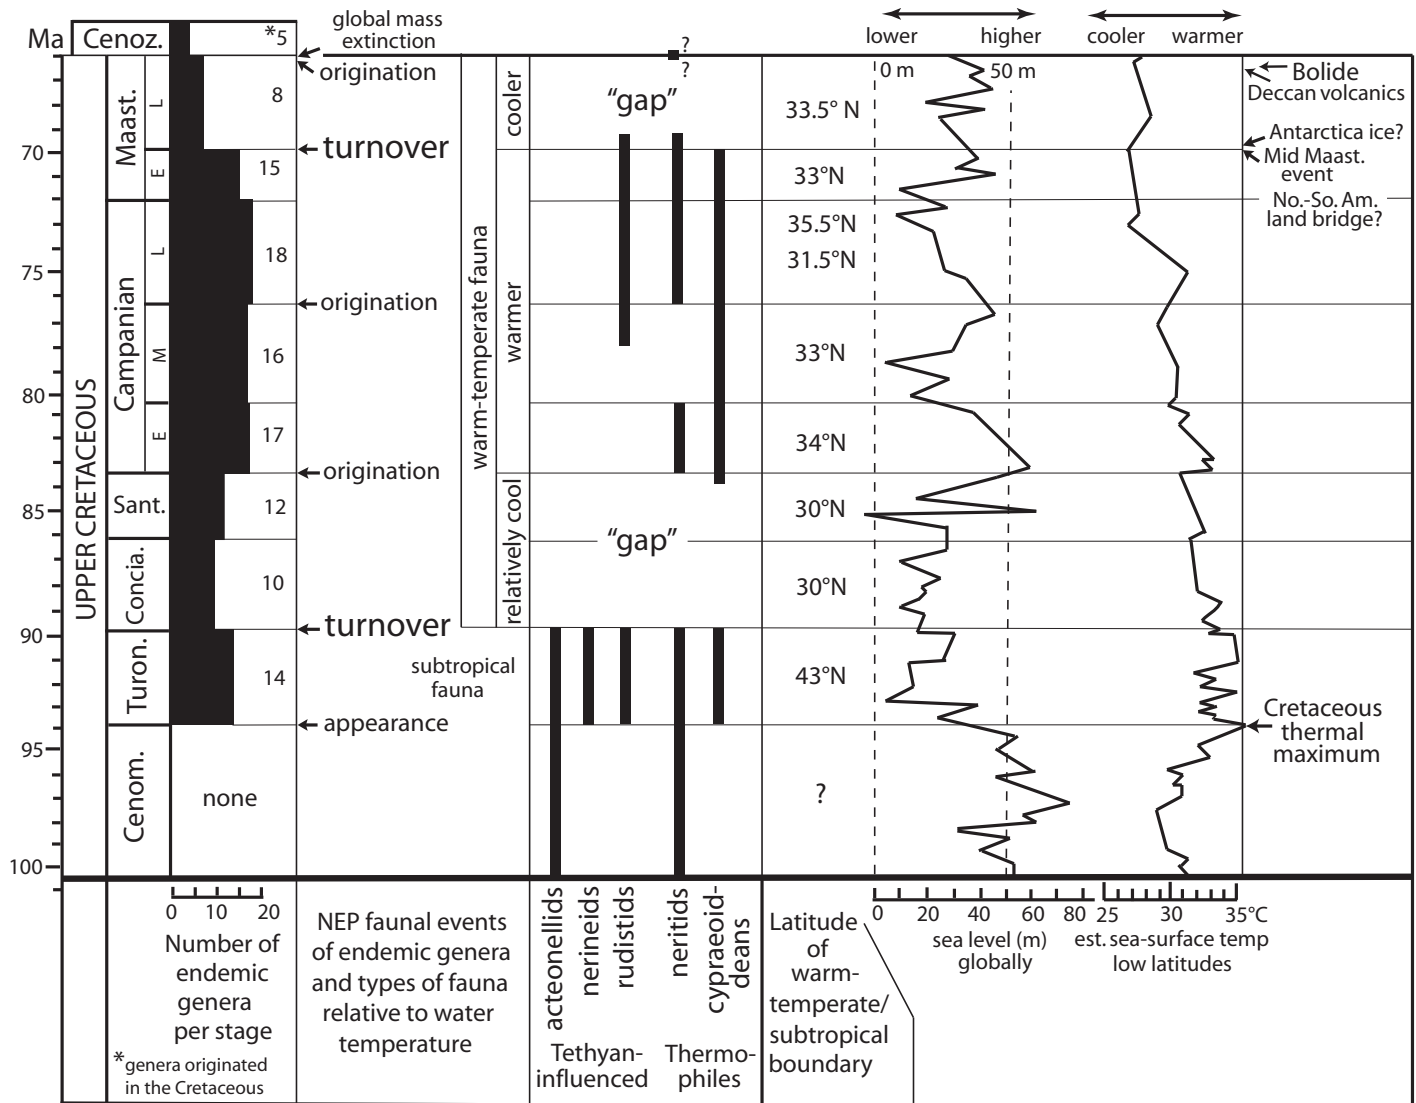 Ma
Cenoz.
*5
global mass
extinction
origination
?
?
lower
higher
cooler
warmer
0 m
50 m
Bolide
Deccan volcanics
UPPER CRETACEOUS
Maast.
L
8
cooler
"gap"
33.5° N
70
turnover
Antarctica ice?
E
15
33°N
Mid Maast.
event
No.-So. Am.
land bridge?
Campanian
L
18
35.5°N
31.5°N
75
origination
warm-temperate fauna
warmer
M
16
33°N
80
E
17
34°N
origination
Sant.
12
relatively cool
30°N
85
"gap"
Concia.
10
30°N
90
turnover
Turon.
14
subtropical
fauna
43°N
appearance
Cretaceous
thermal
maximum
95
Cenom.
none
?
100
0
10
20
Number of
endemic
genera
per stage
*genera originated
in the Cretaceous
NEP faunal events
of endemic genera
and types of fauna
relative to water
temperature
acteonellids
nerineids
rudistids
neritids
cypraeoid-
deans
Tethyan-
influenced
Thermo-
philes
Latitude
of
warm-
temperate/
subtropical
boundary
0
20
40
60
80
sea level (m)
globally
25
30
35°C
est. sea-surface temp
low latitudes